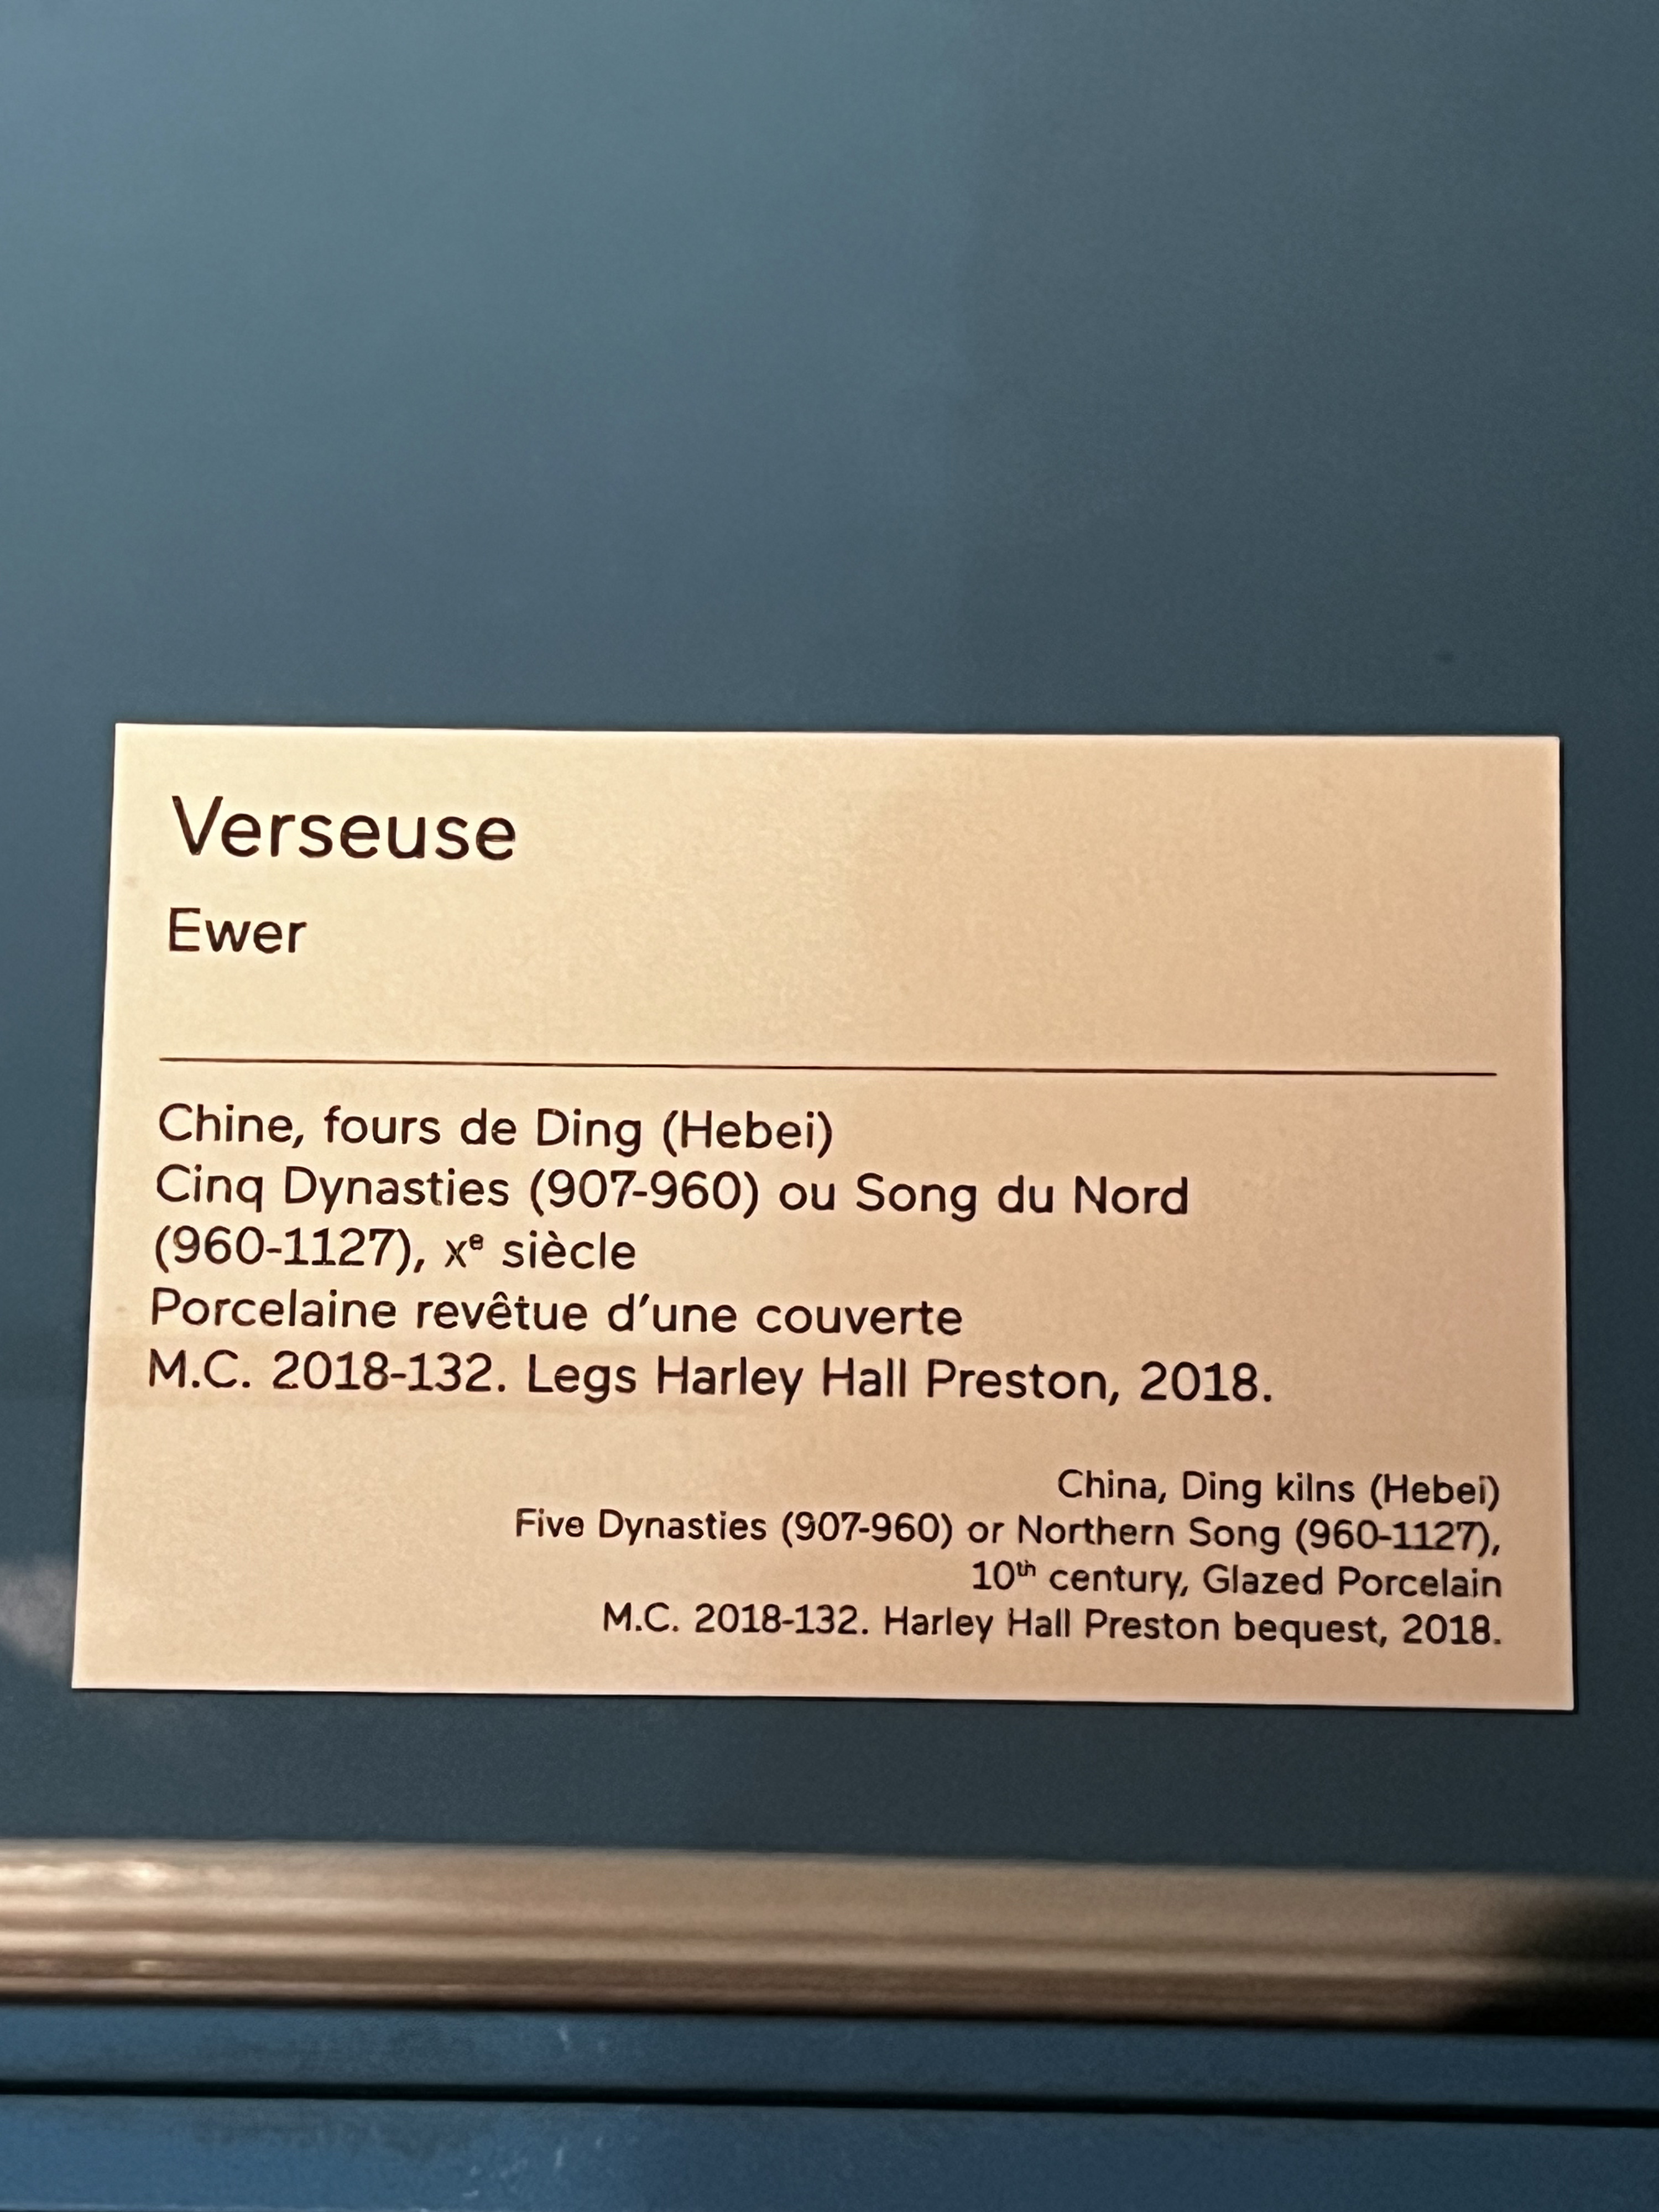 Verseuse
Ewer
Chine, fours de Ding (Hebei)
Cinq Dynasties (907-960) ou Song du Nord
(960-1127), xᵉ siècle
Porcelaine revêtue d’une couverte
M.C. 2018-132. Legs Harley Hall Preston, 2018.
China, Ding kilns (Hebei)
Five Dynasties (907-960) or Northern Song (960-1127),
10ᵗʰ century, Glazed Porcelain
M.C. 2018-132. Harley Hall Preston bequest, 2018.